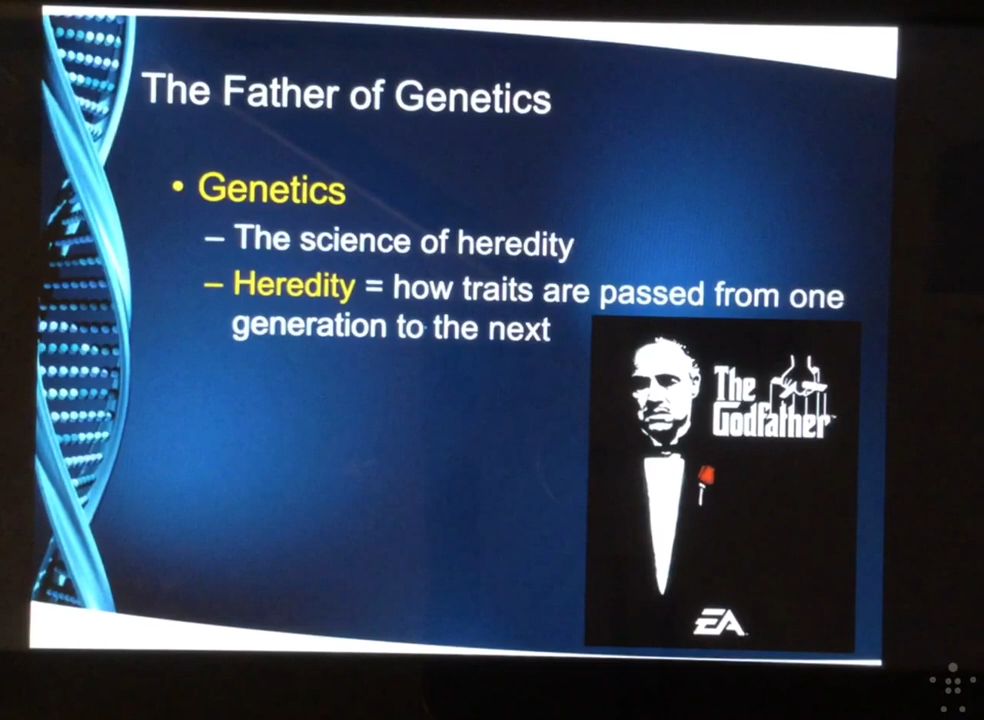 The Father of Genetics
• Genetics
– The science of heredity
– Heredity = how traits are passed from one
generation to the next
The
Godfather
EA